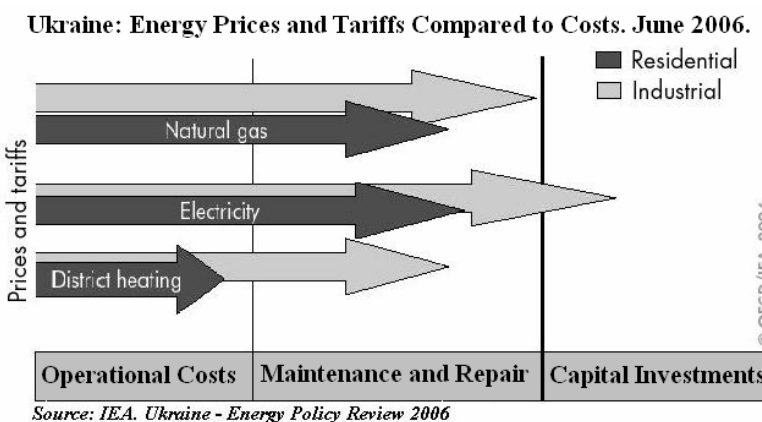 Ukraine: Energy Prices and Tariffs Compared to Costs. June 2006.
Residential
Industrial
Natural gas
Electricity
District heating
Prices and tariffs
Operational Costs
Maintenance and Repair
Capital Investments
Source: IEA. Ukraine - Energy Policy Review 2006